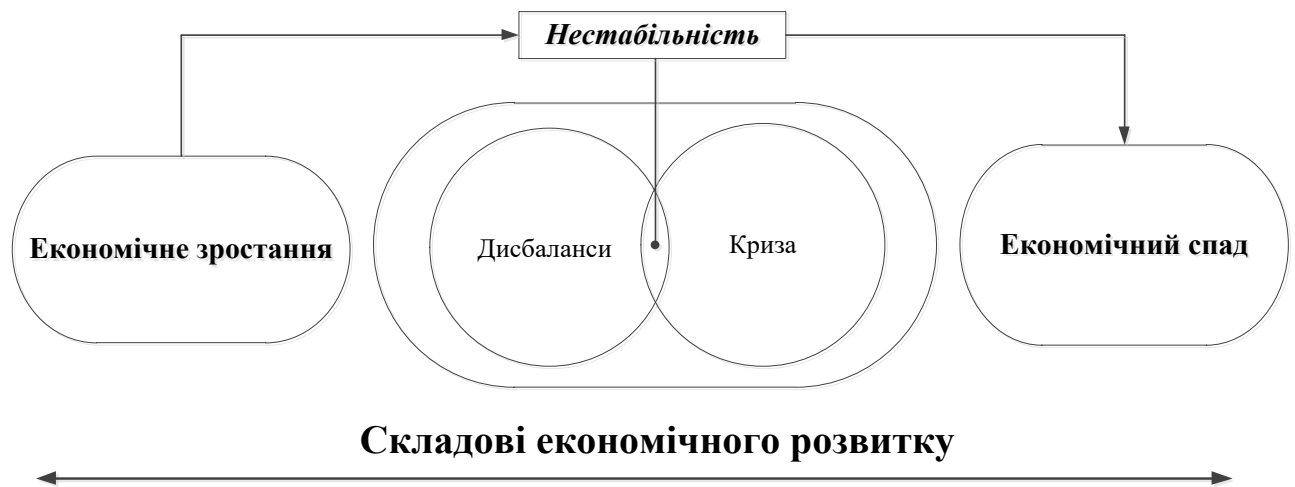 Нестабільність
Економічне зростання
Дисбаланси
Криза
Економічний спад
Складові економічного розвитку